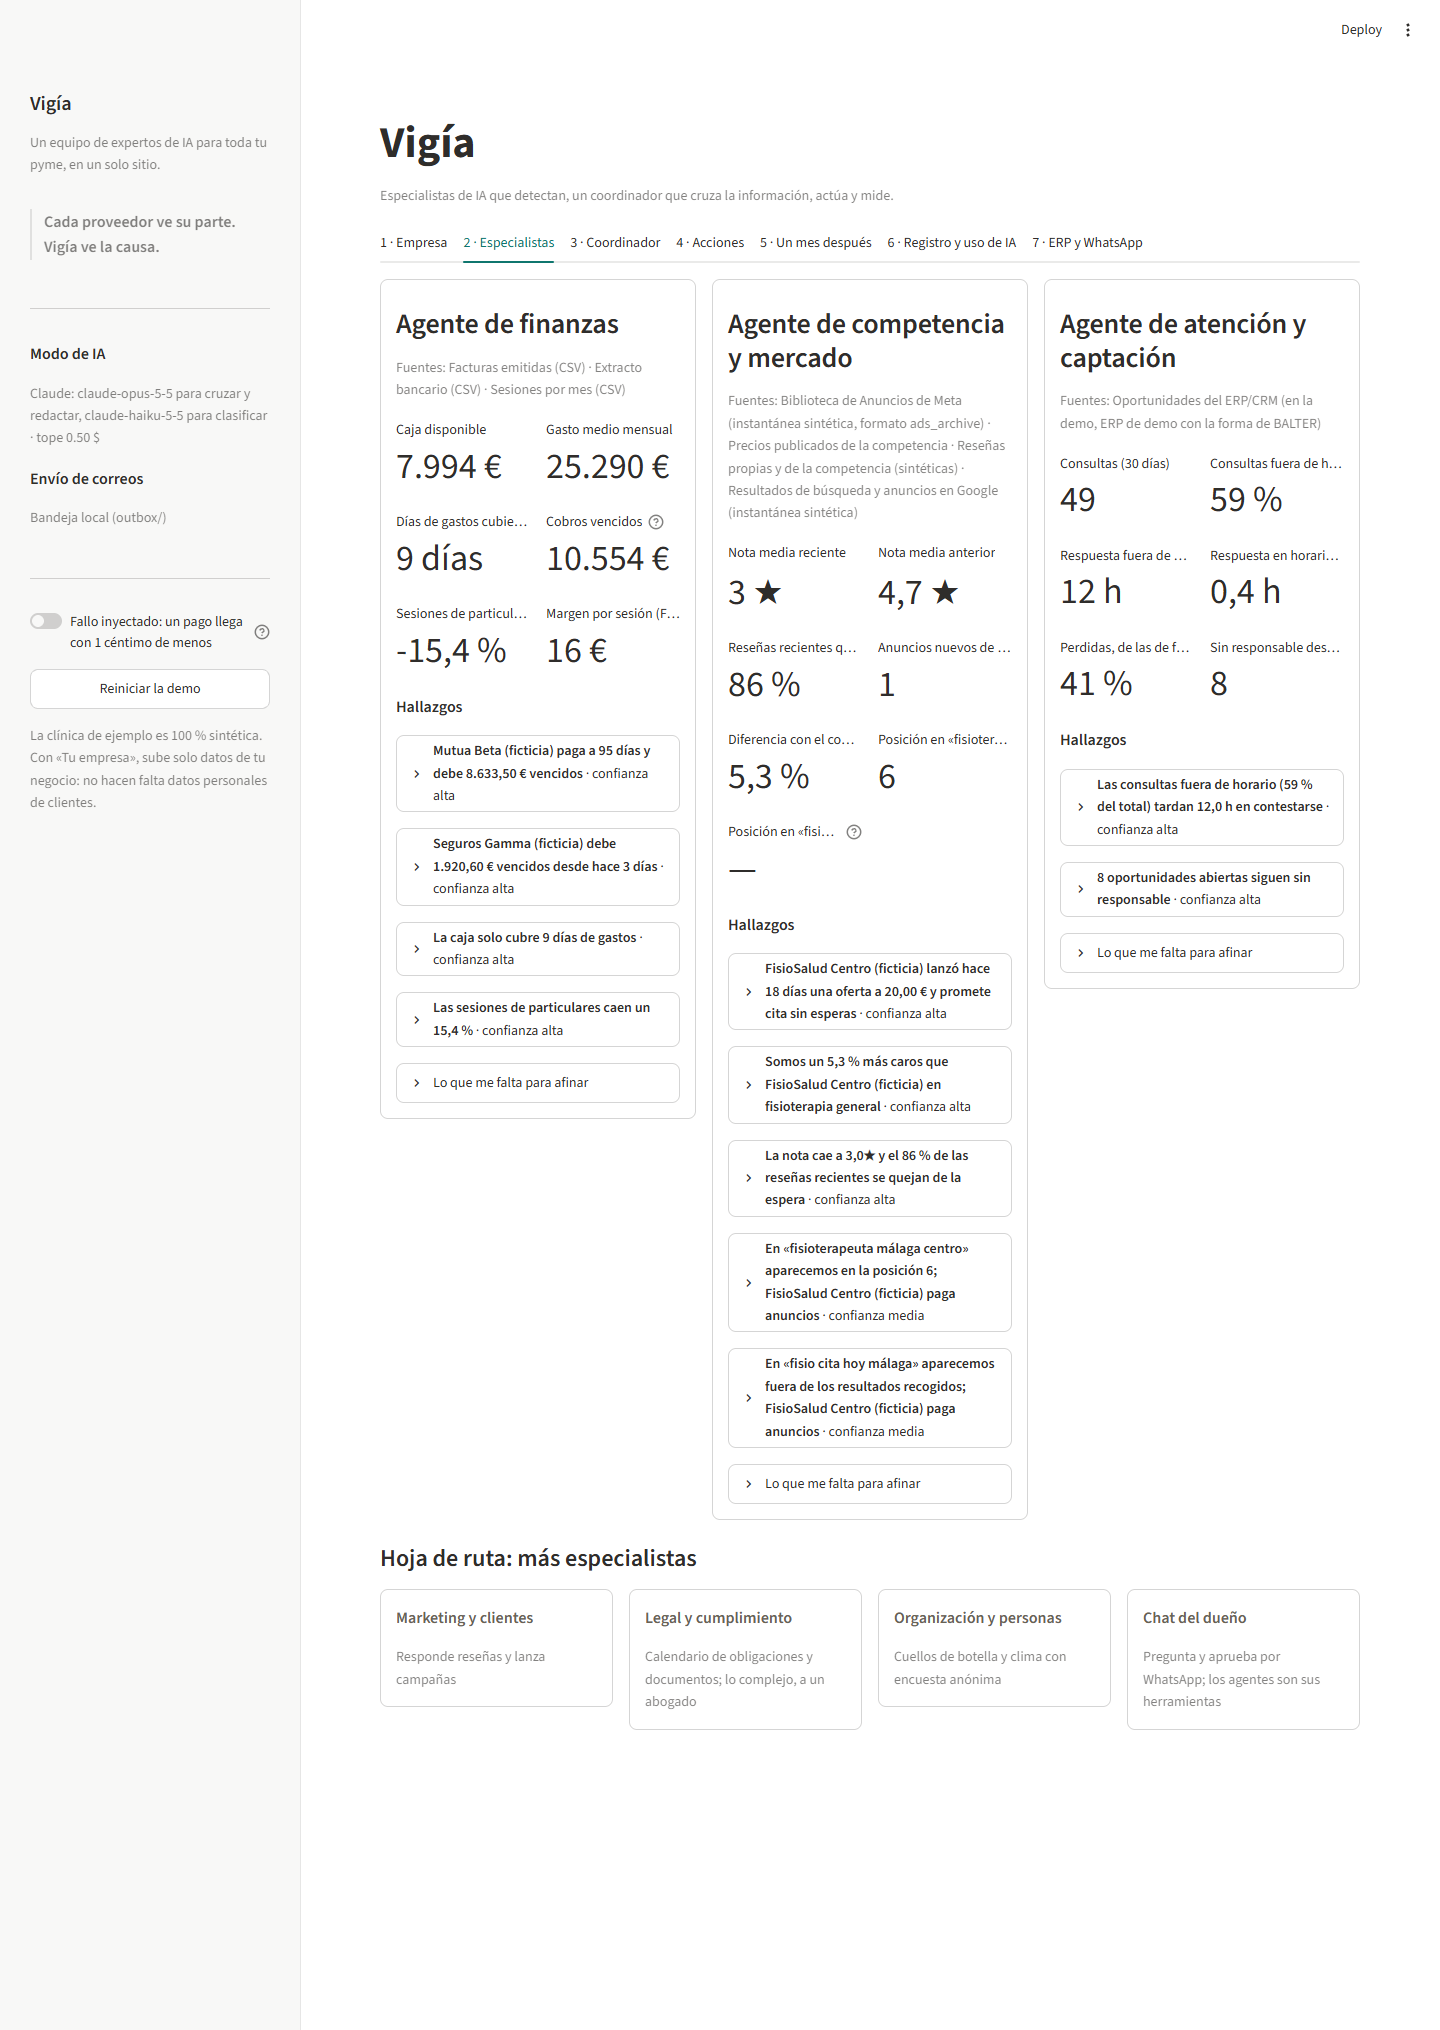 Deploy
Vigía
Un equipo de expertos de IA para toda tu
pyme, en un solo sitio.
Cada proveedor ve su parte.
Vigía ve la causa.
Modo de IA
Claude: claude-opus-5-5 para cruzar y
redactar, claude-haiku-5-5 para clasificar
· tope 0.50 $
Envío de correos
Bandeja local (outbox/)
Fallo inyectado: un pago llega
con 1 céntimo de menos
Reiniciar la demo
La clínica de ejemplo es 100 % sintética.
Con «Tu empresa», sube solo datos de tu
negocio: no hacen falta datos personales
de clientes.
Vigía
Especialistas de IA que detectan, un coordinador que cruza la información, actúa y mide.
1 · Empresa
2 · Especialistas
3 · Coordinador
4 · Acciones
5 · Un mes después
6 · Registro y uso de IA
7 · ERP y WhatsApp
Agente de finanzas
Fuentes: Facturas emitidas (CSV) · Extracto
bancario (CSV) · Sesiones por mes (CSV)
Caja disponible
7.994 €
Gasto medio mensual
25.290 €
Días de gastos cubie…
9 días
Cobros vencidos
10.554 €
Sesiones de particul…
-15,4 %
Margen por sesión (F…
16 €
Hallazgos
Mutua Beta (ficticia) paga a 95 días y
debe 8.633,50 € vencidos · confianza
alta
Seguros Gamma (ficticia) debe
1.920,60 € vencidos desde hace 3 días ·
confianza alta
La caja solo cubre 9 días de gastos ·
confianza alta
Las sesiones de particulares caen un
15,4 % · confianza alta
Lo que me falta para afinar
Agente de competencia
y mercado
Fuentes: Biblioteca de Anuncios de Meta
(instantánea sintética, formato ads_archive) ·
Precios publicados de la competencia · Reseñas
propias y de la competencia (sintéticas) ·
Resultados de búsqueda y anuncios en Google
(instantánea sintética)
Nota media reciente
3 ★
Nota media anterior
4,7 ★
Reseñas recientes q…
86 %
Anuncios nuevos de …
1
Diferencia con el co…
5,3 %
Posición en «fisioter…
6
Posición en «fisi…
—
Hallazgos
FisioSalud Centro (ficticia) lanzó hace
18 días una oferta a 20,00 € y promete
cita sin esperas · confianza alta
Somos un 5,3 % más caros que
FisioSalud Centro (ficticia) en
fisioterapia general · confianza alta
La nota cae a 3,0★ y el 86 % de las
reseñas recientes se quejan de la
espera · confianza alta
En «fisioterapeuta málaga centro»
aparecemos en la posición 6;
FisioSalud Centro (ficticia) paga
anuncios · confianza media
En «fisio cita hoy málaga» aparecemos
fuera de los resultados recogidos;
FisioSalud Centro (ficticia) paga
anuncios · confianza media
Lo que me falta para afinar
Agente de atención y
captación
Fuentes: Oportunidades del ERP/CRM (en la
demo, ERP de demo con la forma de BALTER)
Consultas (30 días)
49
Consultas fuera de h…
59 %
Respuesta fuera de …
12 h
Respuesta en horari…
0,4 h
Perdidas, de las de f…
41 %
Sin responsable des…
8
Hallazgos
Las consultas fuera de horario (59 %
del total) tardan 12,0 h en contestarse ·
confianza alta
8 oportunidades abiertas siguen sin
responsable · confianza alta
Lo que me falta para afinar
Hoja de ruta: más especialistas
Marketing y clientes
Responde reseñas y lanza
campañas
Legal y cumplimiento
Calendario de obligaciones y
documentos; lo complejo, a un
abogado
Organización y personas
Cuellos de botella y clima con
encuesta anónima
Chat del dueño
Pregunta y aprueba por
WhatsApp; los agentes son sus
herramientas